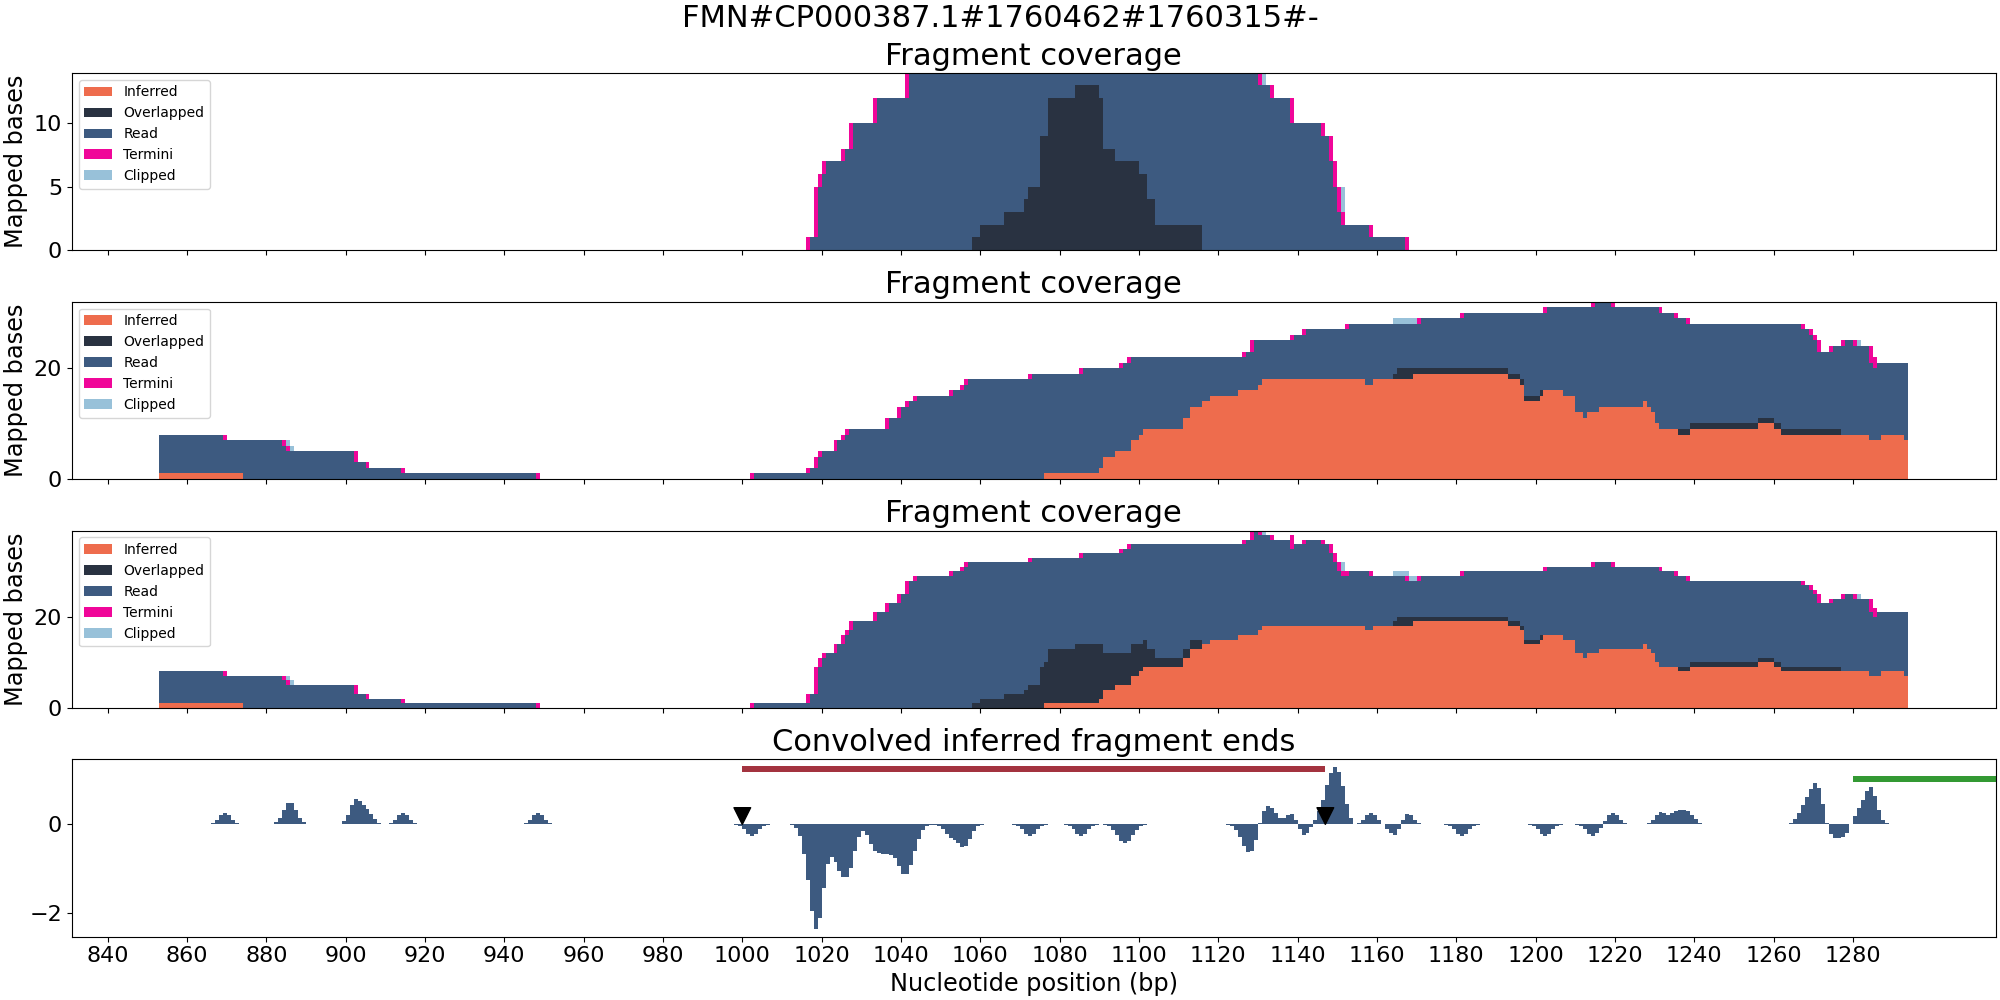 FMN#CP000387.1#1760462#1760315#-
Fragment coverage
Mapped bases
10
5
0
Inferred
Overlapped
Read
Termini
Clipped
Fragment coverage
Mapped bases
20
0
Inferred
Overlapped
Read
Termini
Clipped
Fragment coverage
Mapped bases
20
0
Inferred
Overlapped
Read
Termini
Clipped
Convolved inferred fragment ends
0
−2
840 860 880 900 920 940 960 980 1000 1020 1040 1060 1080 1100 1120 1140 1160 1180 1200 1220 1240 1260 1280
Nucleotide position (bp)